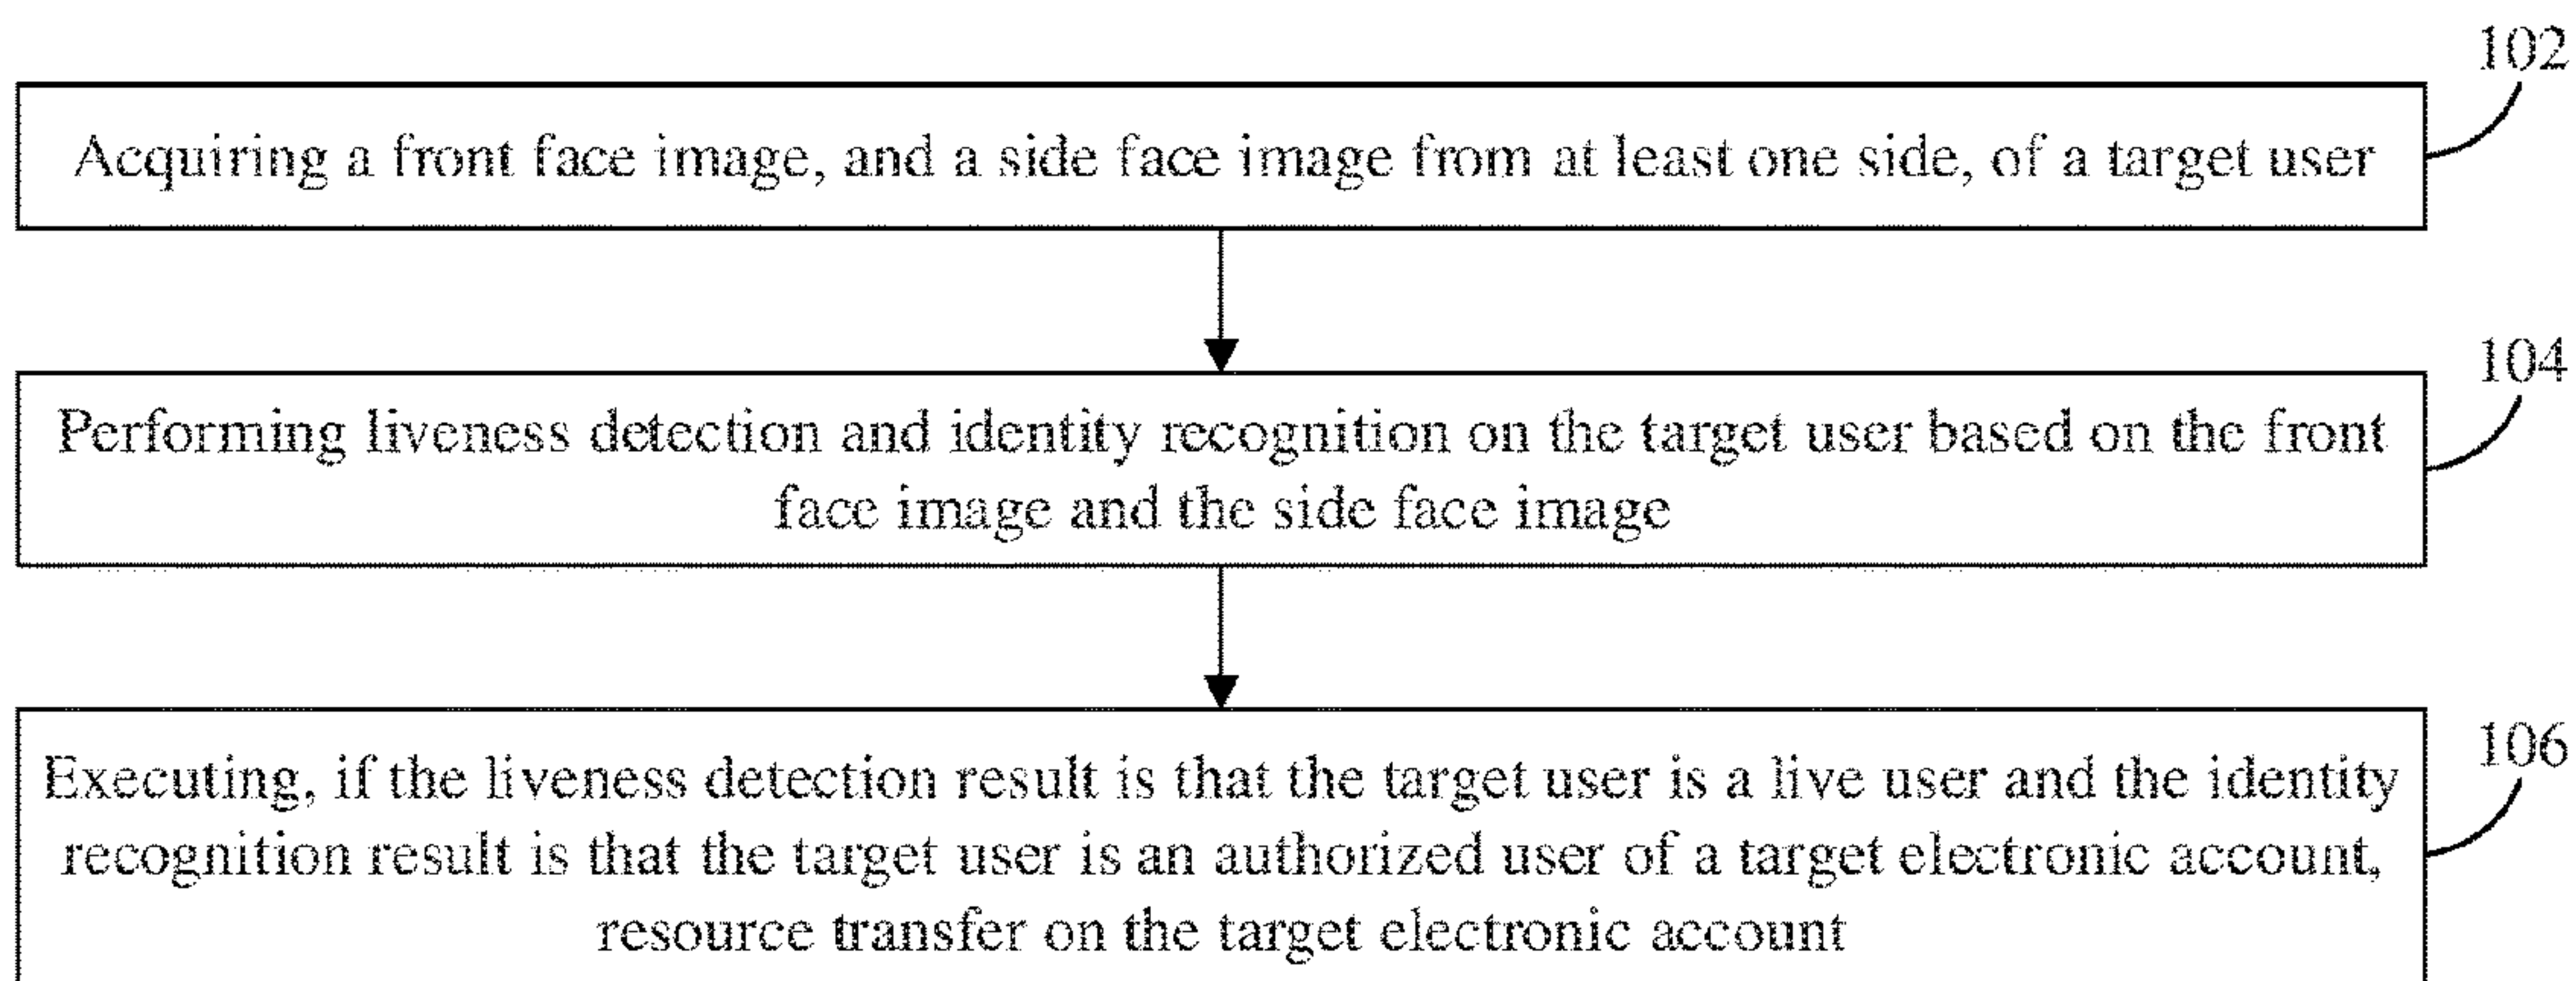 102
Acquiring a front face image, and a side face image from at least one side, of a target user
104
Performing liveness detection and identity recognition on the target user based on the front
face image and the side face image
106
Executing, if the liveness detection result is that the target user is a live user and the identity
recognition result is that the target user is an authorized user of a target electronic account,
resource transfer on the target electronic account